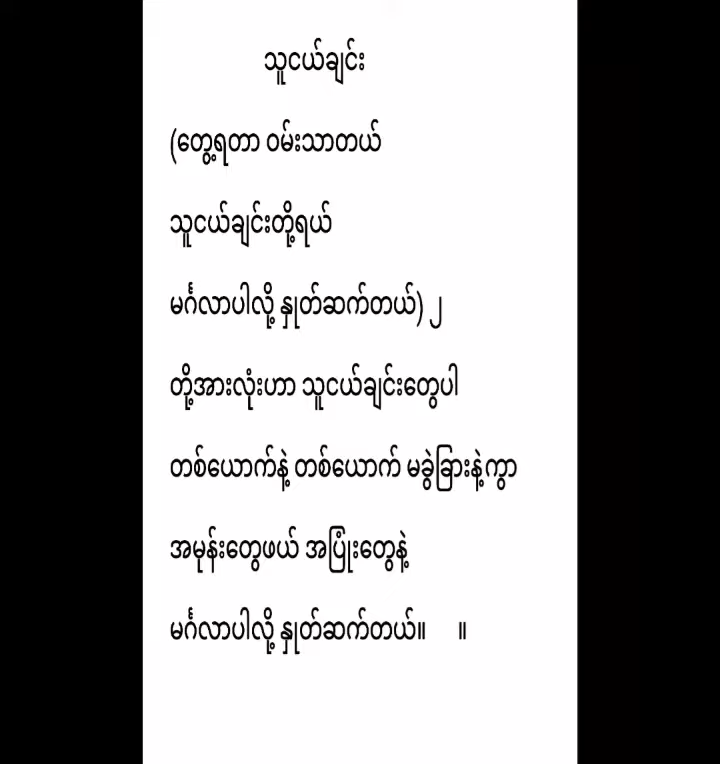 သူငယ်ချင်း
(တွေ့ရတာ ဝမ်းသာတယ်
သူငယ်ချင်းတို့ရယ်
မင်္ဂလာပါလို့ နှုတ်ဆက်တယ်) ၂
တို့အားလုံးဟာ သူငယ်ချင်းတွေပါ
တစ်ယောက်နဲ့ တစ်ယောက် မခွဲခြားနဲ့ကွာ
အမုန်းတွေဖယ် အပြုံးတွေနဲ့
မင်္ဂလာပါလို့ နှုတ်ဆက်တယ်။ ။